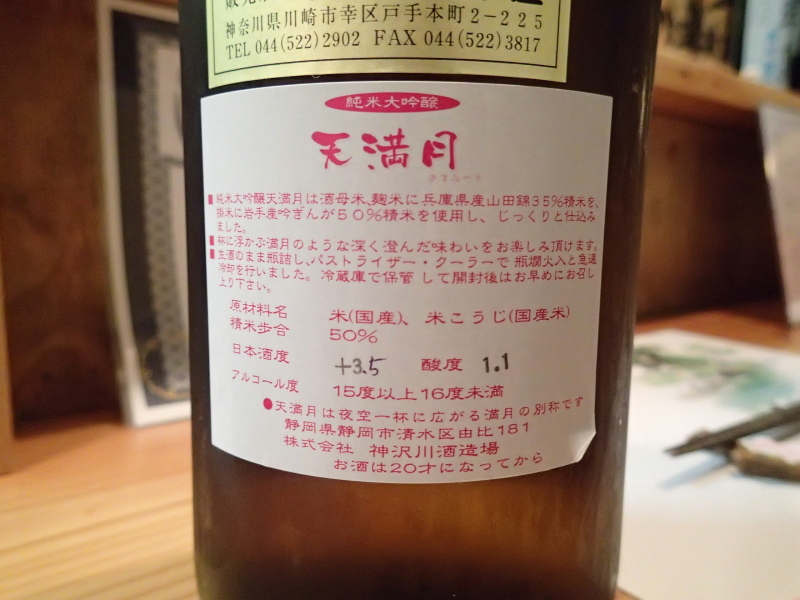 神奈川県川崎市幸区戸手本町2-225
TEL 044(522)2902 FAX 044(522)3817
純米大吟醸
天満月
あまみつき
■純米大吟醸天満月は酒母米、麹米に兵庫県産山田錦35%精米を、
掛米に岩手産吟ぎんが50%精米を使用し、じっくりと仕込み
ました。
■杯に浮かぶ満月のような深く澄んだ味わいをお楽しみ頂けます。
■生酒のまま瓶詰し、パストライザー・クーラーで瓶燗火入と急速
冷却を行いました。冷蔵庫で保管して開封後はお早めにお召し
上り下さい。
原材料名 米(国産)、米こうじ(国産米)
精米歩合 50%
日本酒度 +3.5 酸度 1.1
アルコール度 15度以上16度未満
●天満月は夜空一杯に広がる満月の別称です
静岡県静岡市清水区由比181
株式会社 神沢川酒造場
お酒は20才になってから